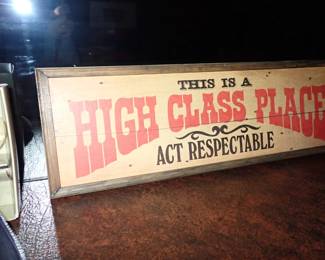 THIS IS A
HIGH CLASS PLACE
ACT RESPECTABLE